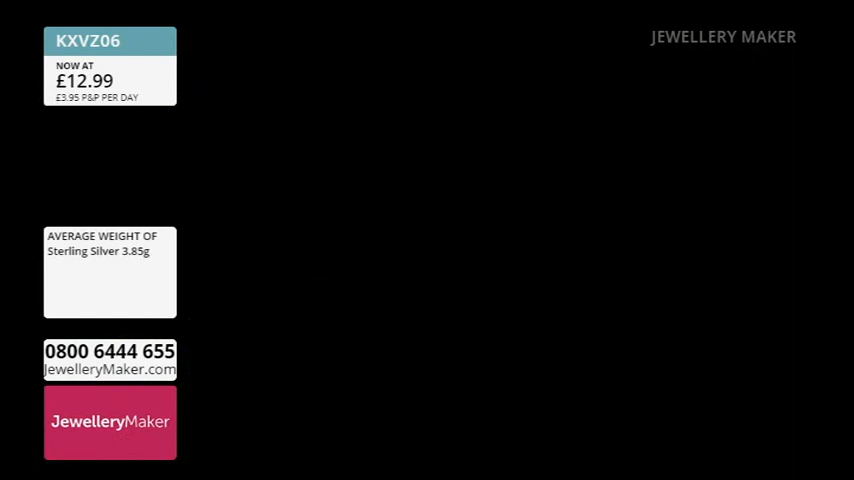 KXVZ06
JEWELLERY MAKER
NOW AT
£12.99
£3.95 P&P PER DAY
AVERAGE WEIGHT OF
Sterling Silver 3.85g
0800 6444 655
JewelleryMaker.com
JewelleryMaker